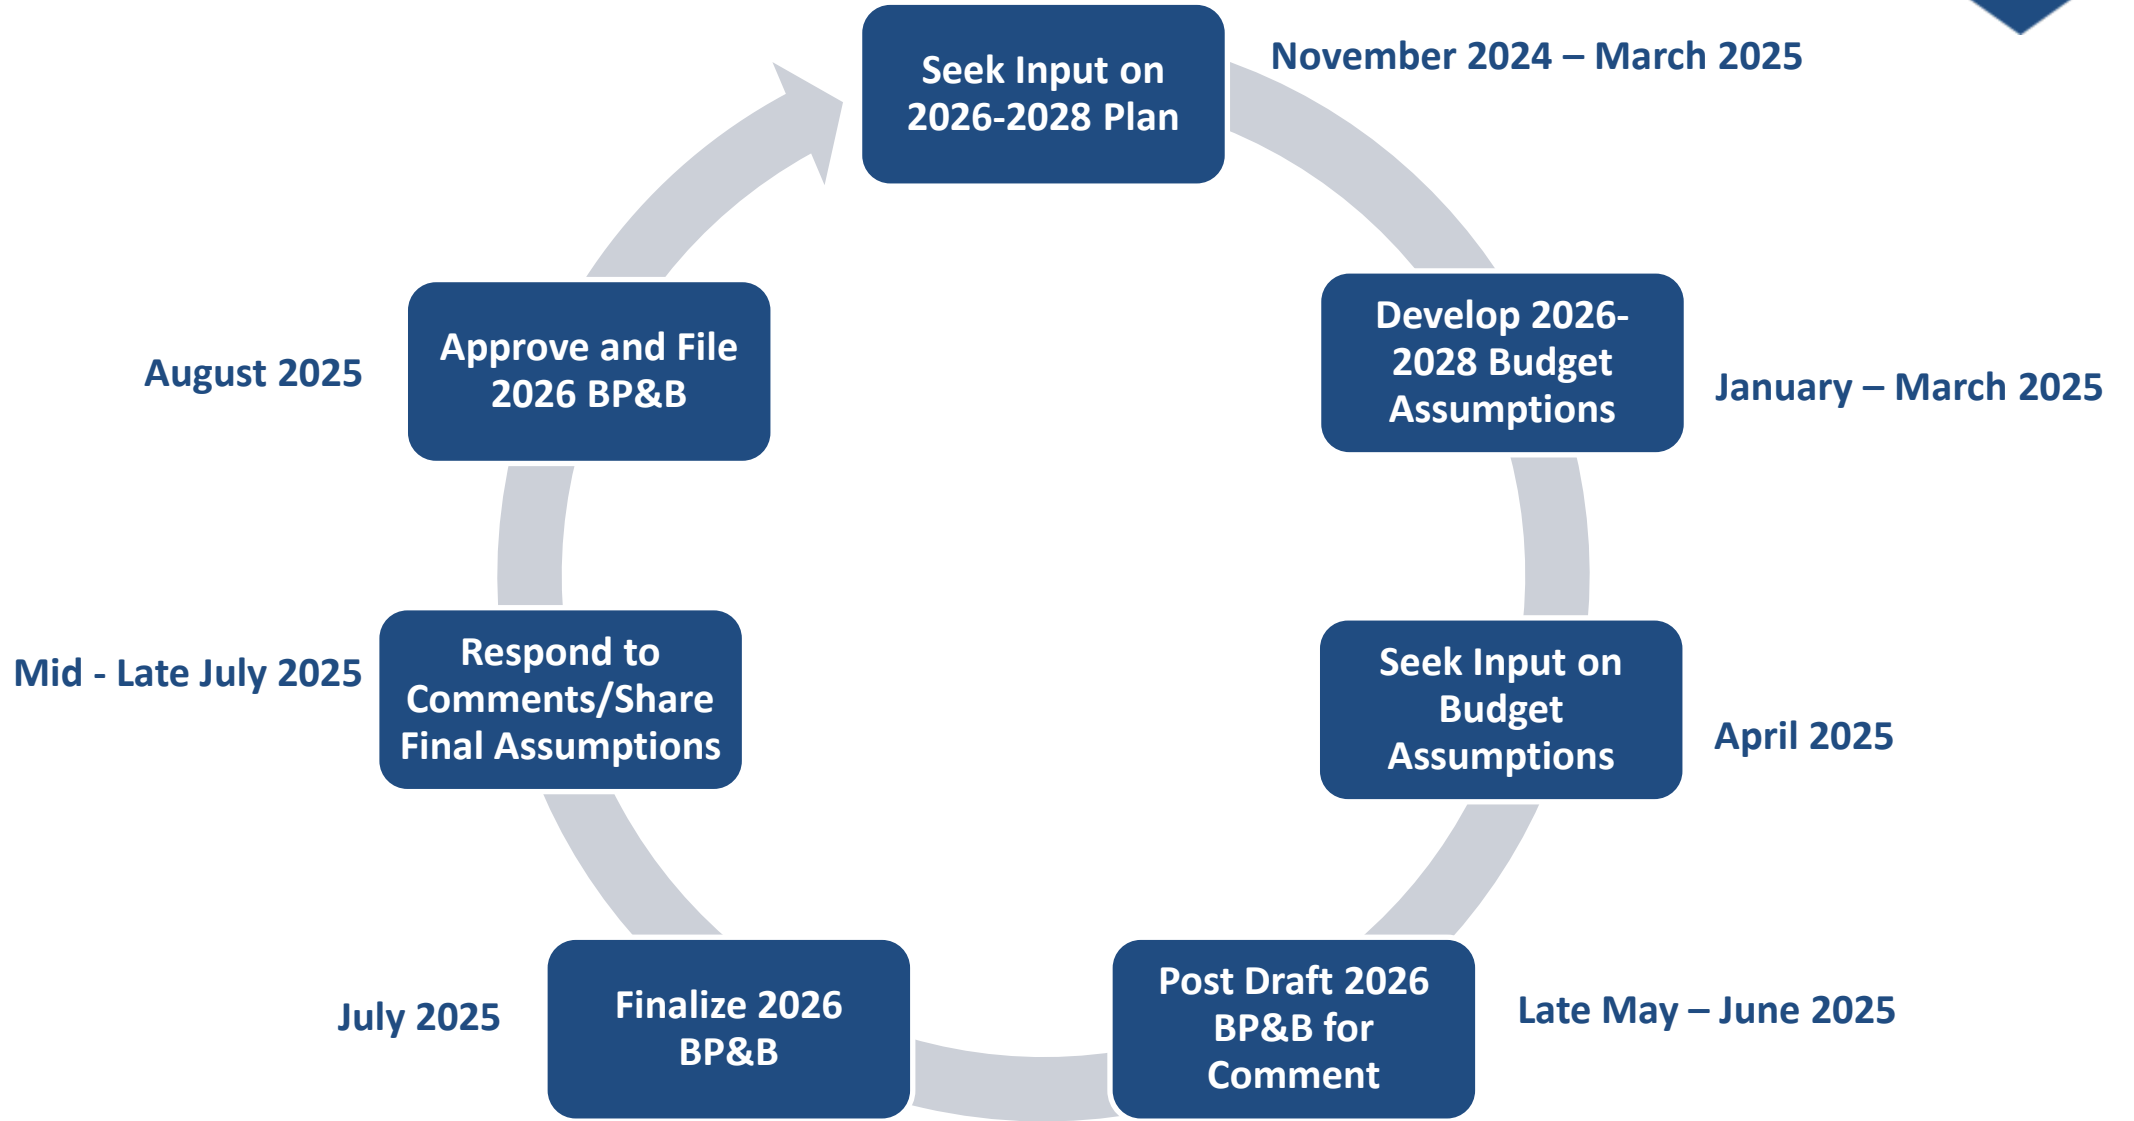 Seek Input on
2026-2028 Plan
November 2024 – March 2025
Develop 2026-
2028 Budget
Assumptions
January – March 2025
Seek Input on
Budget
Assumptions
April 2025
Post Draft 2026
BP&B for
Comment
Late May – June 2025
Finalize 2026
BP&B
July 2025
Respond to
Comments/Share
Final Assumptions
Mid - Late July 2025
Approve and File
2026 BP&B
August 2025